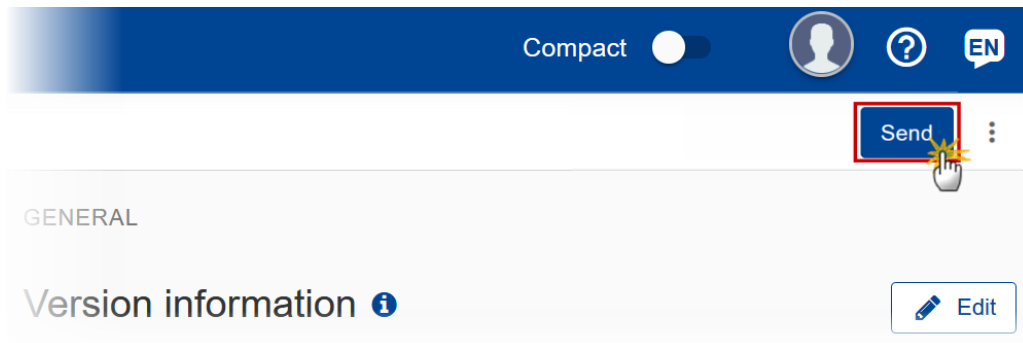 Compact
EN
Send
GENERAL
Version information
Edit